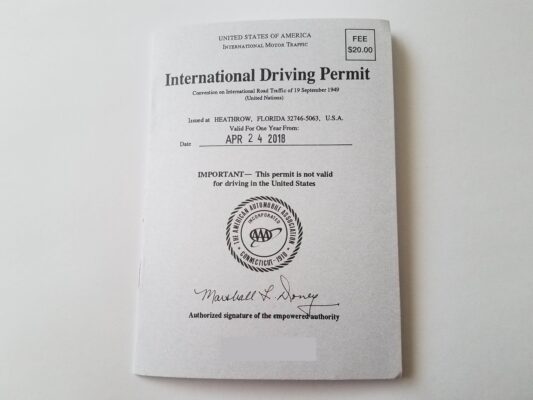 UNITED STATES OF AMERICA
INTERNATIONAL MOTOR TRAFFIC
FEE
$20.00
International Driving Permit
Convention on International Road Traffic of 19 September 1949
(United Nations)
Issued at HEATHROW, FLORIDA 32746-5063, U.S.A.
Valid For One Year From:
Date APR 24 2018
IMPORTANT— This permit is not valid
for driving in the United States
THE AMERICAN AUTOMOBILE ASSOCIATION
INCORPORATED
AAA
CONNECTICUT-1910
Marshall L. Doney
Authorized signature of the empowered authority